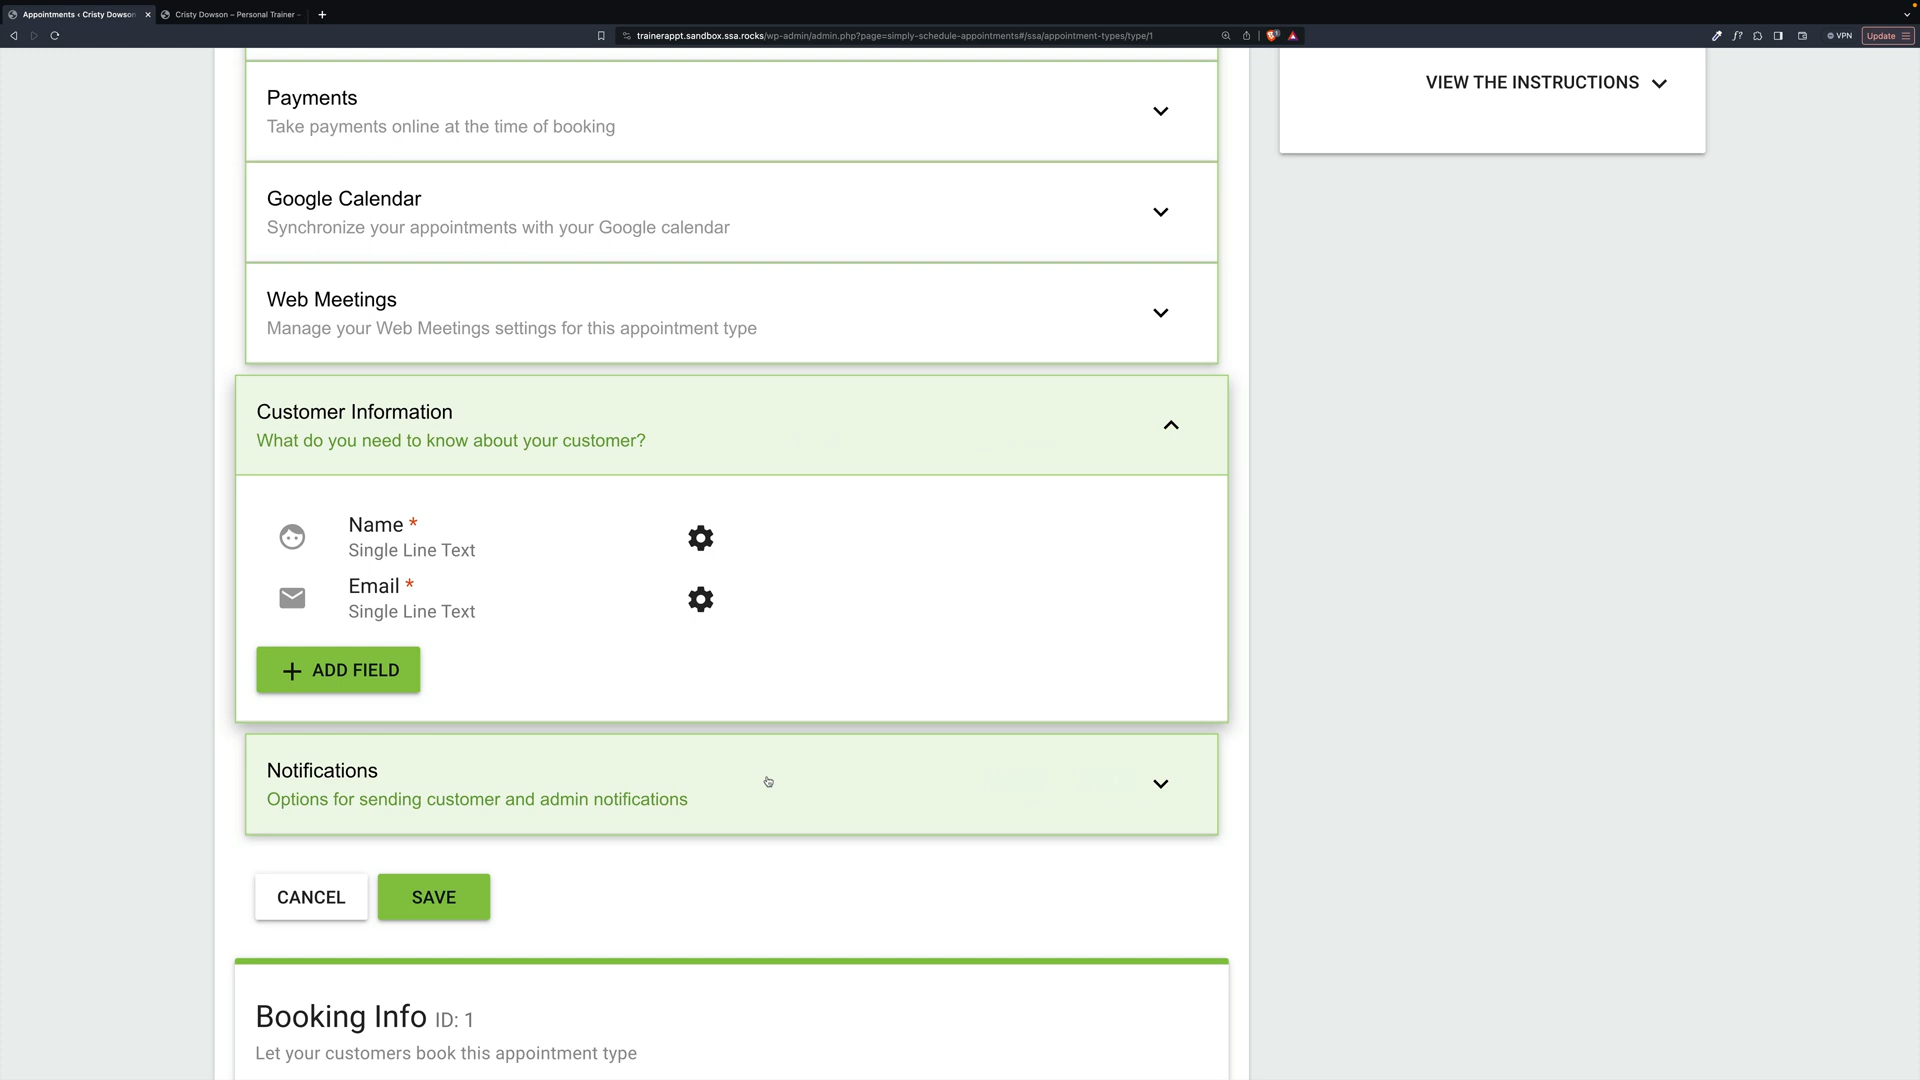 Appointments ‹ Cristy Dowson
Cristy Dowson – Personal Trainer –
trainerappt.sandbox.ssa.rocks/wp-admin/admin.php?page=simply-schedule-appointments#/ssa/appointment-types/type/1
VPN
Update
VIEW THE INSTRUCTIONS
Payments
Take payments online at the time of booking
Google Calendar
Synchronize your appointments with your Google calendar
Web Meetings
Manage your Web Meetings settings for this appointment type
Customer Information
What do you need to know about your customer?
Name *
Single Line Text
Email *
Single Line Text
+ ADD FIELD
Notifications
Options for sending customer and admin notifications
CANCEL
SAVE
Booking Info ID: 1
Let your customers book this appointment type